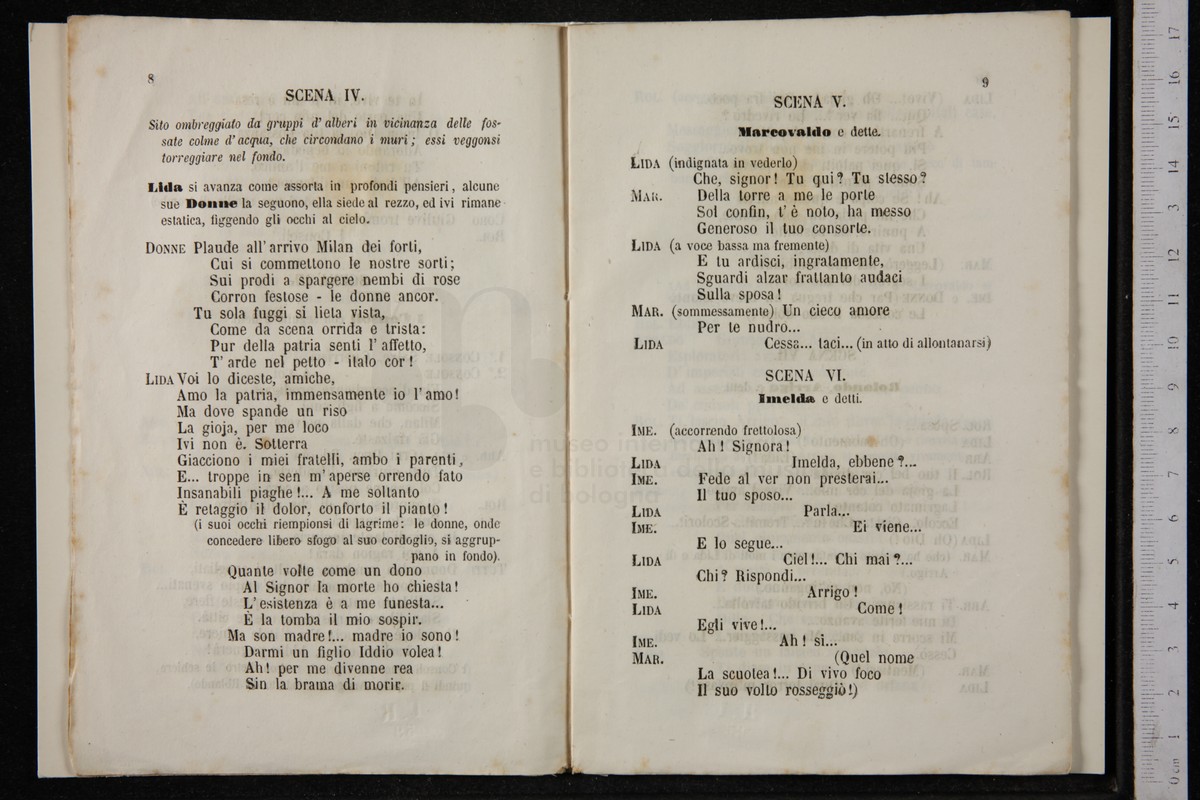 8
SCENA IV.
Sito ombreggiato da gruppi d' alberi in vicinanza delle fos-
sate colme d' acqua, che circondano i muri; essi veggonsi
torreggiare nel fondo.
Lida si avanza come assorta in profondi pensieri, alcune
sue Donne la seguono, ella siede al rezzo, ed ivi rimane
estatica, figgendo gli occhi al cielo.
DONNE Plaude all' arrivo Milan dei forti,
Cui si commettono le nostre sorti;
Sui prodi a spargere nembi di rose
Corron festose - le donne ancor.
Tu sola fuggi si lieta vista,
Come da scena orrida e trista:
Pur della patria senti l' affetto,
T' arde nel petto - italo cor!
LIDA Voi lo diceste, amiche,
Amo la patria, immensamente io l' amo!
Ma dove spande un riso
La gioja, per me loco
Ivi non è. Sotterra
Giacciono i miei fratelli, ambo i parenti,
E... troppe in sen m' aperse orrendo fato
Insanabili piaghe!... A me soltanto
È retaggio il dolor, conforto il pianto!
(i suoi occhi riempionsi di lagrime: le donne, onde
concedere libero sfogo al suo cordoglio, si aggrup-
pano in fondo).
Quante volte come un dono
Al Signor la morte ho chiesta!
L' esistenza è a me funesta...
È la tomba il mio sospir.
Ma son madre!... madre io sono!
Darmi un figlio Iddio volea!
Ah! per me divenne rea
Sin la brama di morir.
9
SCENA V.
Marcovaldo e dette.
LIDA (indignata in vederlo)
Che, signor! Tu qui? Tu stesso?
MAR. Della torre a me le porte
Sol confin, t' è noto, ha messo
Generoso il tuo consorte.
LIDA (a voce bassa ma fremente)
E tu ardisci, ingratamente,
Sguardi alzar frattanto audaci
Sulla sposa!
MAR. (sommessamente) Un cieco amore
Per te nudro...
LIDA Cessa... taci... (in atto di allontanarsi)
SCENA VI.
Imelda e detti.
IME. (accorrendo frettolosa)
Ah! Signora!
LIDA Imelda, ebbene?...
IME. Fede al ver non presterai...
Il tuo sposo...
LIDA Parla...
IME. Ei viene...
E lo segue...
LIDA Ciel!... Chi mai?...
Chi? Rispondi...
IME. Arrigo!
LIDA Come!
Egli vive!...
IME. Ah! sì...
MAR. (Quel nome
La scuotea!... Di vivo foco
Il suo volto rosseggiò!)